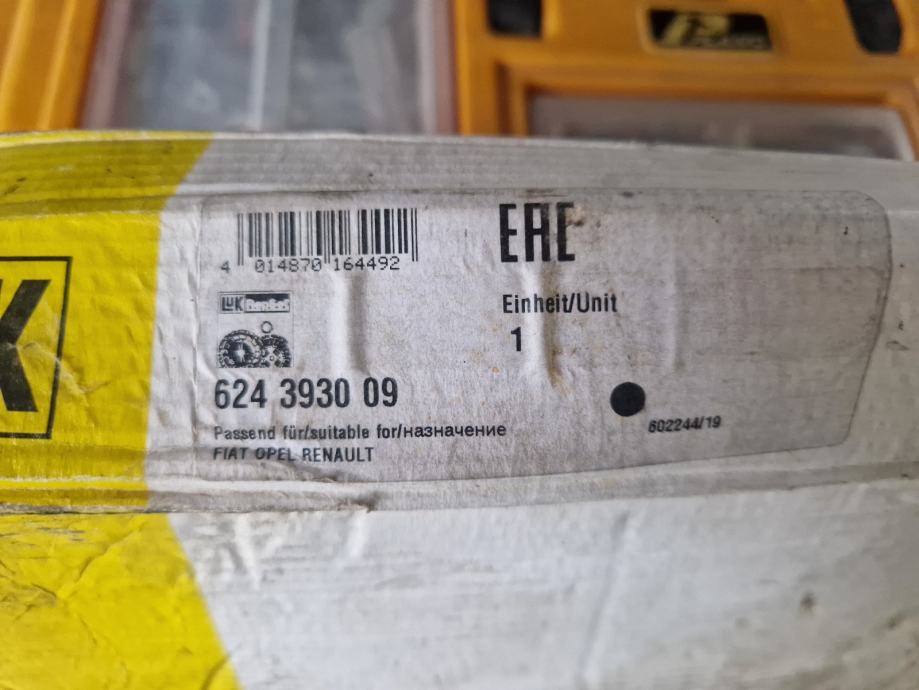 EAC
4 014870 164492
LuK RepSet
Einheit/Unit
1
624 3930 09
Passend für/suitable for/назначение
602244/19
FIAT OPEL RENAULT
K